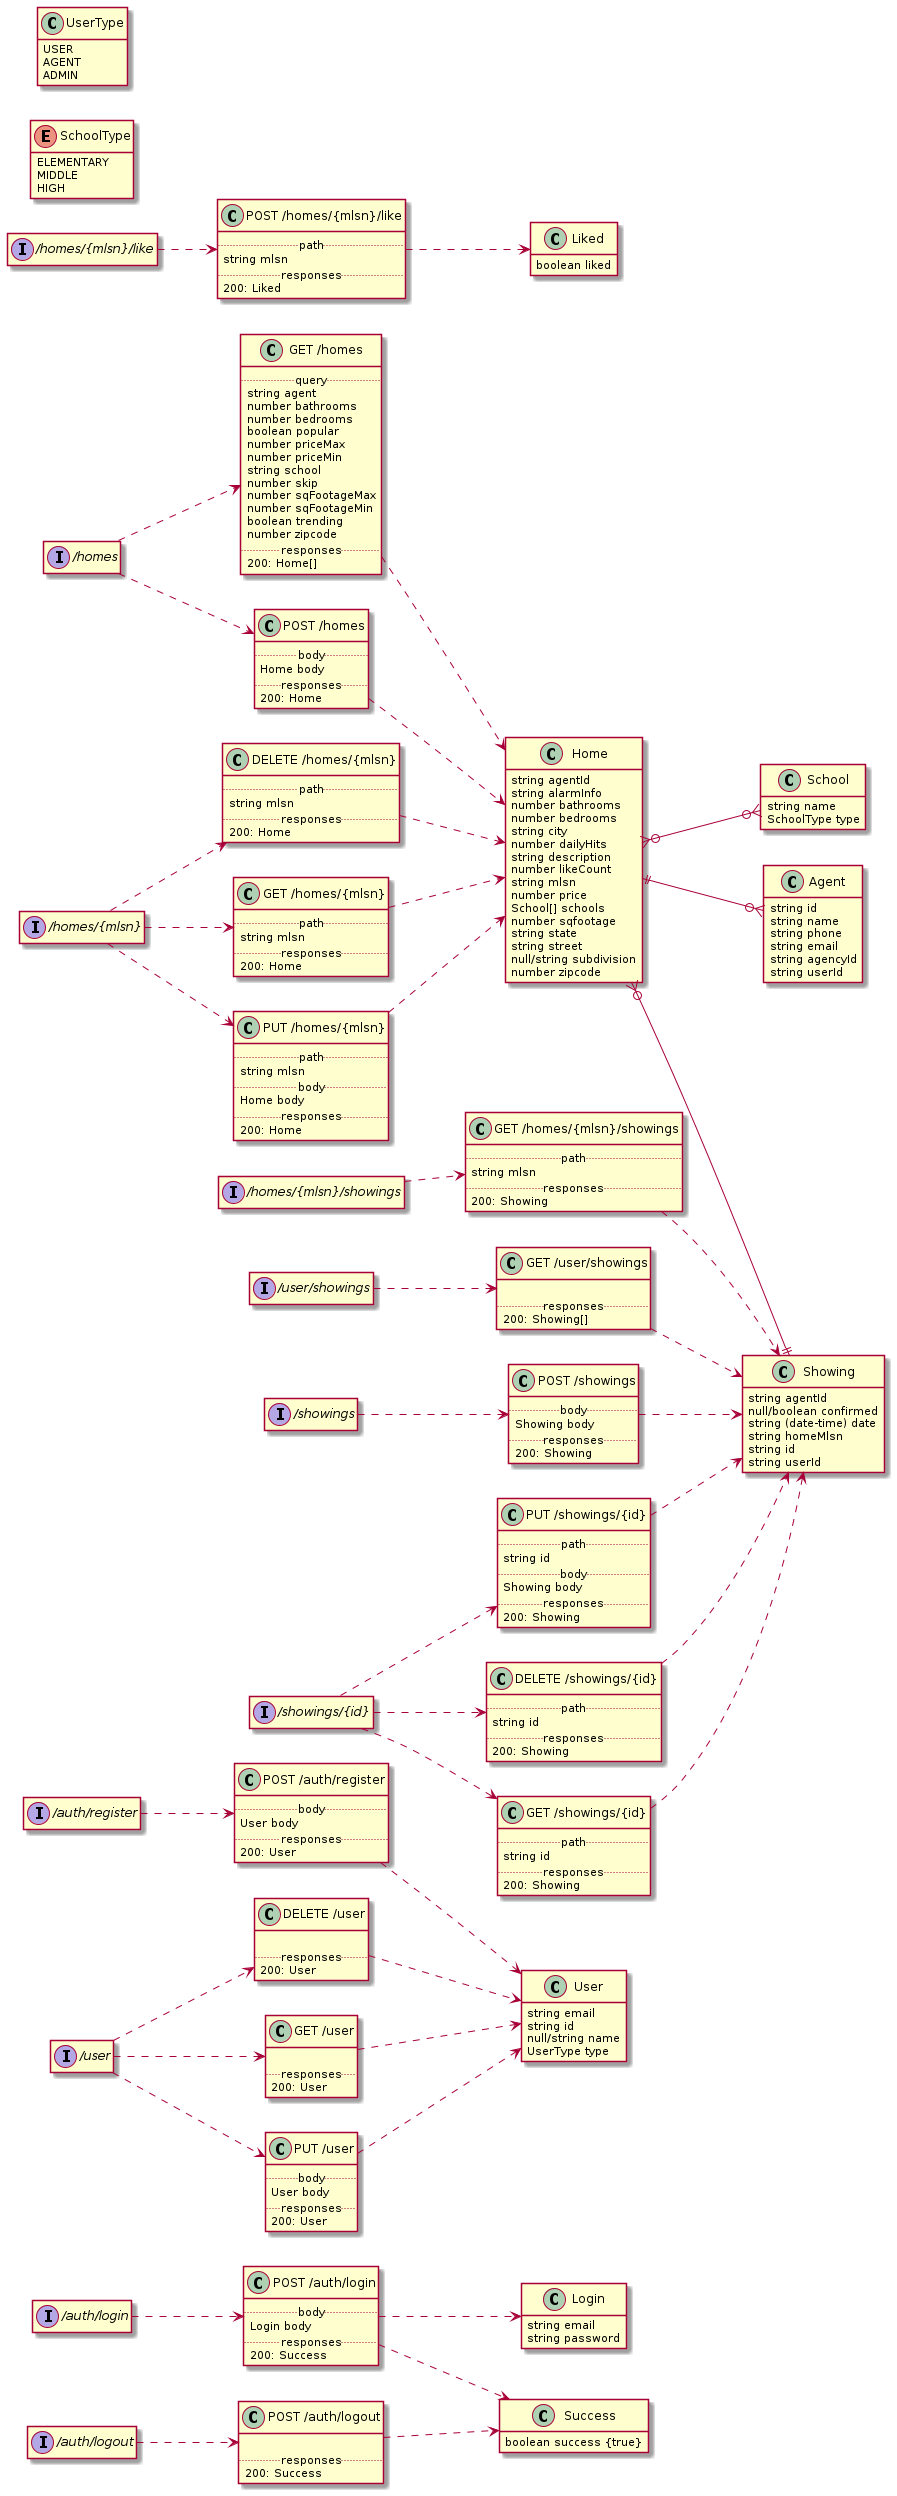 C UserType
USER
AGENT
ADMIN
E SchoolType
ELEMENTARY
MIDDLE
HIGH
I /homes/{mlsn}/like
C POST /homes/{mlsn}/like
path
string mlsn
responses
200: Liked
C Liked
boolean liked
I /homes
C GET /homes
query
string agent
number bathrooms
number bedrooms
boolean popular
number priceMax
number priceMin
string school
number skip
number sqFootageMax
number sqFootageMin
boolean trending
number zipcode
responses
200: Home[]
C POST /homes
body
Home body
responses
200: Home
I /homes/{mlsn}
C DELETE /homes/{mlsn}
path
string mlsn
responses
200: Home
C GET /homes/{mlsn}
path
string mlsn
responses
200: Home
C PUT /homes/{mlsn}
path
string mlsn
body
Home body
responses
200: Home
C Home
string agentId
string alarmInfo
number bathrooms
number bedrooms
string city
number dailyHits
string description
number likeCount
string mlsn
number price
School[] schools
number sqfootage
string state
string street
null/string subdivision
number zipcode
C School
string name
SchoolType type
C Agent
string id
string name
string phone
string email
string agencyId
string userId
I /homes/{mlsn}/showings
C GET /homes/{mlsn}/showings
path
string mlsn
responses
200: Showing
I /user/showings
C GET /user/showings
responses
200: Showing[]
I /showings
C POST /showings
body
Showing body
responses
200: Showing
C Showing
string agentId
null/boolean confirmed
string (date-time) date
string homeMlsn
string id
string userId
I /showings/{id}
C PUT /showings/{id}
path
string id
body
Showing body
responses
200: Showing
C DELETE /showings/{id}
path
string id
responses
200: Showing
C GET /showings/{id}
path
string id
responses
200: Showing
I /auth/register
C POST /auth/register
body
User body
responses
200: User
I /user
C DELETE /user
responses
200: User
C GET /user
responses
200: User
C PUT /user
body
User body
responses
200: User
C User
string email
string id
null/string name
UserType type
I /auth/login
C POST /auth/login
body
Login body
responses
200: Success
C Login
string email
string password
I /auth/logout
C POST /auth/logout
responses
200: Success
C Success
boolean success {true}